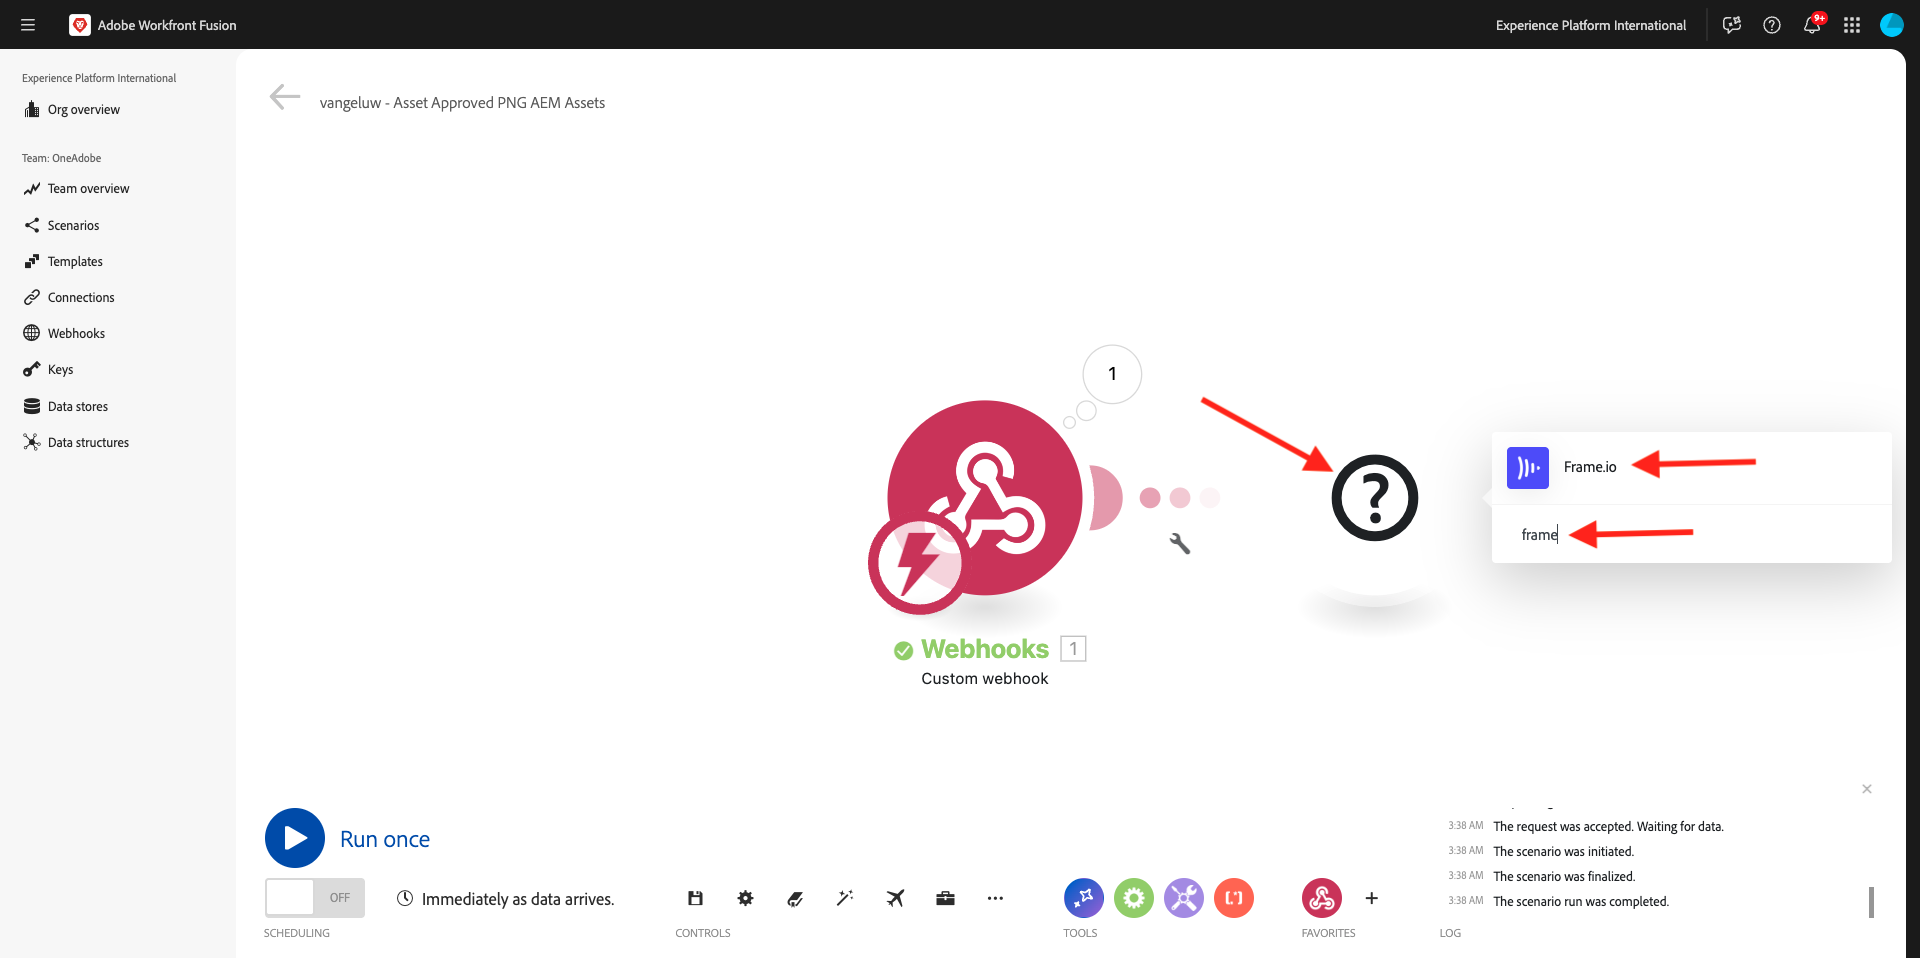 Adobe Workfront Fusion
Experience Platform International
9+
Experience Platform International
Org overview
Team: OneAdobe
Team overview
Scenarios
Templates
Connections
Webhooks
Keys
Data stores
Data structures
vangeluw - Asset Approved PNG AEM Assets
1
?
Frame.io
frame
Webhooks 1
Custom webhook
Run once
OFF
Immediately as data arrives.
SCHEDULING
CONTROLS
TOOLS
FAVORITES
3:38 AM The request was accepted. Waiting for data.
3:38 AM The scenario was initiated.
3:38 AM The scenario was finalized.
3:38 AM The scenario run was completed.
LOG